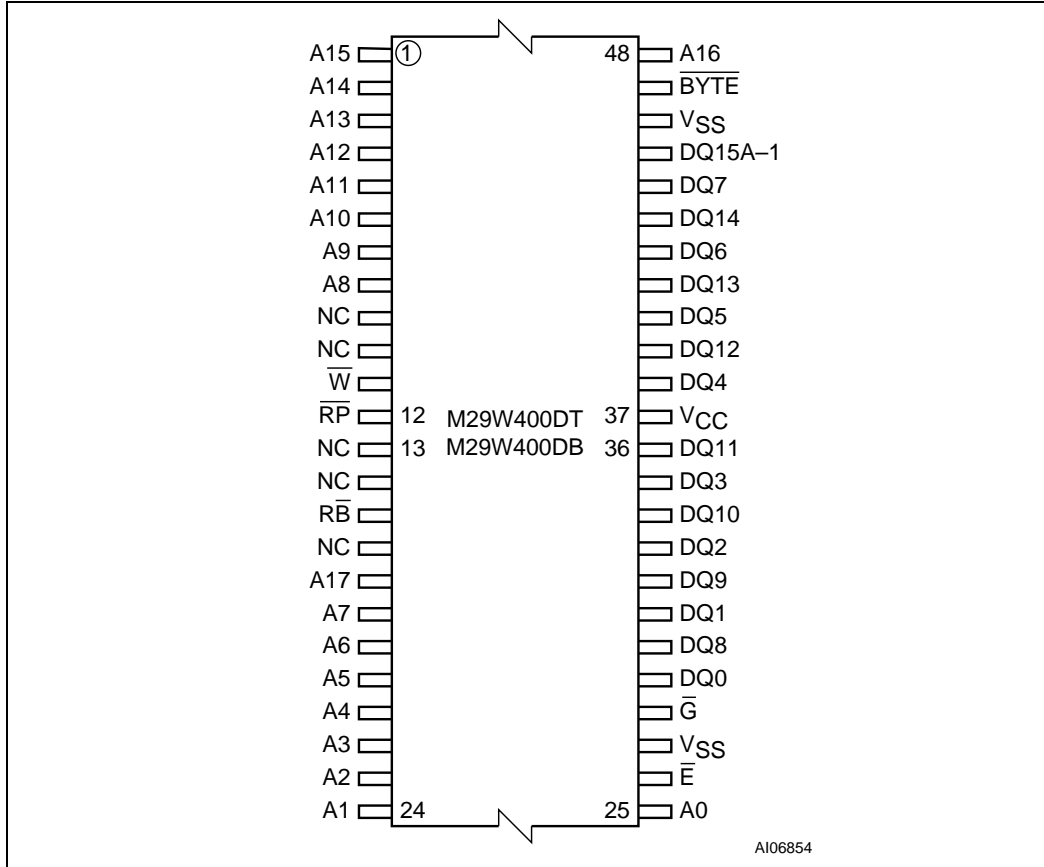 A15 ① 48 A16
A14 B̅Y̅T̅E̅
A13 VSS
A12 DQ15A–1
A11 DQ7
A10 DQ14
A9 DQ6
A8 DQ13
NC DQ5
NC DQ12
W̅ DQ4
R̅P̅ 12 M29W400DT 37 VCC
NC 13 M29W400DB 36 DQ11
NC DQ3
RB̅ DQ10
NC DQ2
A17 DQ9
A7 DQ1
A6 DQ8
A5 DQ0
A4 G̅
A3 VSS
A2 E̅
A1 24 25 A0
AI06854